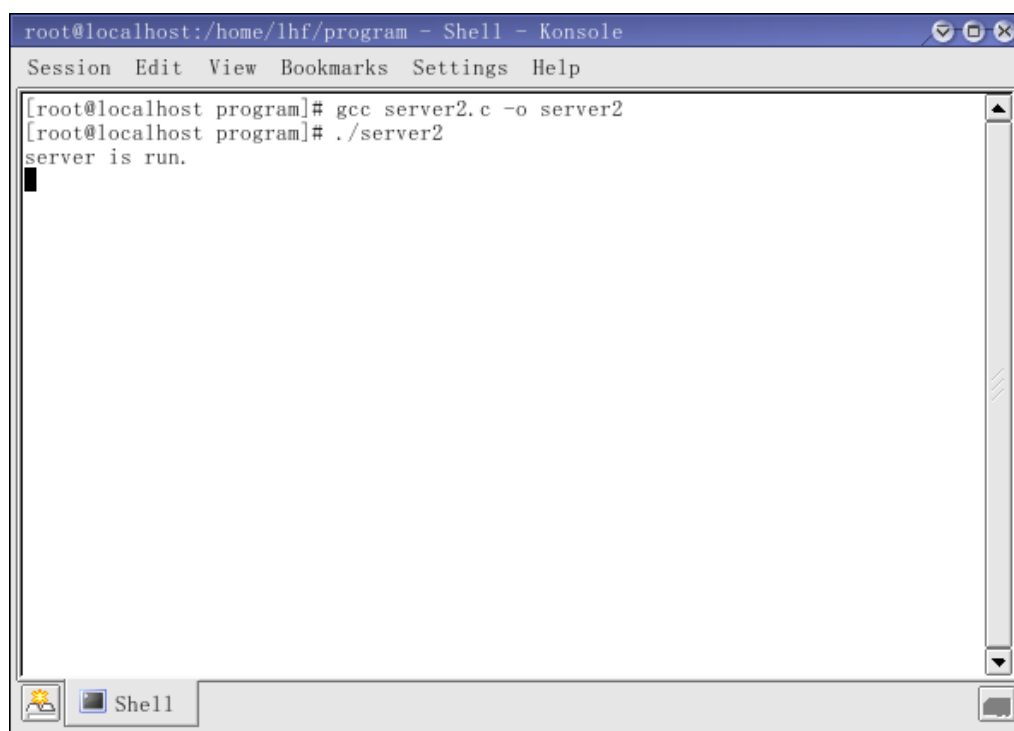 root@localhost:/home/lhf/program - Shell - Konsole
Session Edit View Bookmarks Settings Help
[root@localhost program]# gcc server2.c -o server2
[root@localhost program]# ./server2
server is run.
Shell